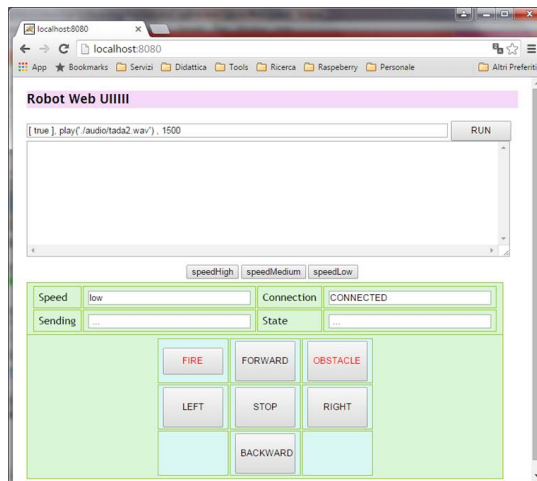 localhost:8080
localhost:8080
App Bookmarks Servizi Didattica Tools Ricerca Raspeberry Personale Altri Preferiti
Robot Web UIIIII
[ true ], play('./audio/tada2.wav') , 1500 RUN
speedHigh speedMedium speedLow
Speed low Connection CONNECTED
Sending ... State ...
FIRE FORWARD OBSTACLE
LEFT STOP RIGHT
BACKWARD